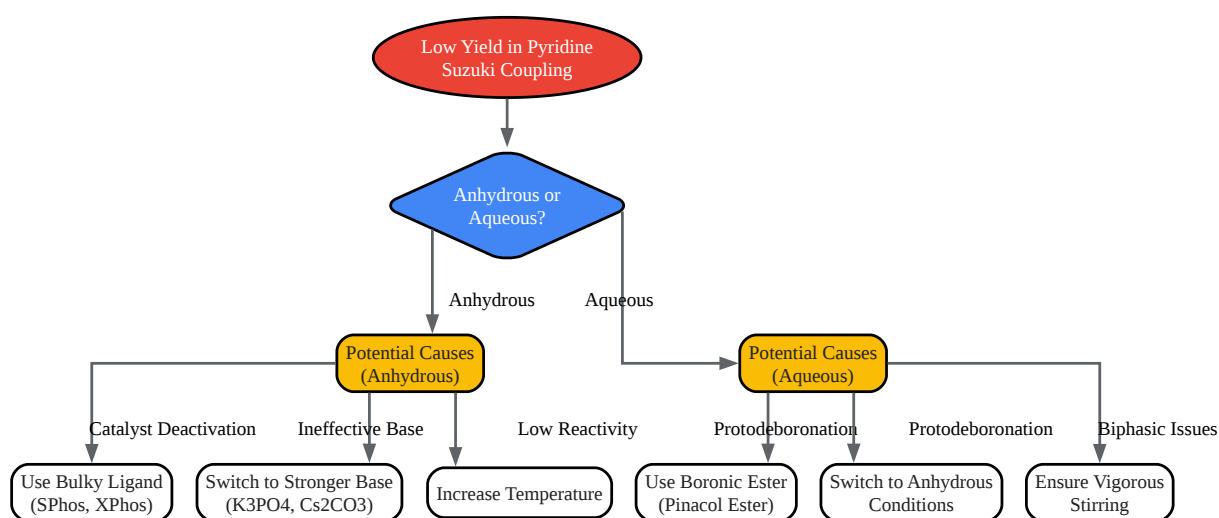 Low Yield in Pyridine
Suzuki Coupling
Anhydrous or
Aqueous?
Anhydrous
Aqueous
Potential Causes
(Anhydrous)
Potential Causes
(Aqueous)
Catalyst Deactivation
Ineffective Base
Low Reactivity
Protodeboronation
Protodeboronation
Biphasic Issues
Use Bulky Ligand
(SPhos, XPhos)
Switch to Stronger Base
(K3PO4, Cs2CO3)
Increase Temperature
Use Boronic Ester
(Pinacol Ester)
Switch to Anhydrous
Conditions
Ensure Vigorous
Stirring